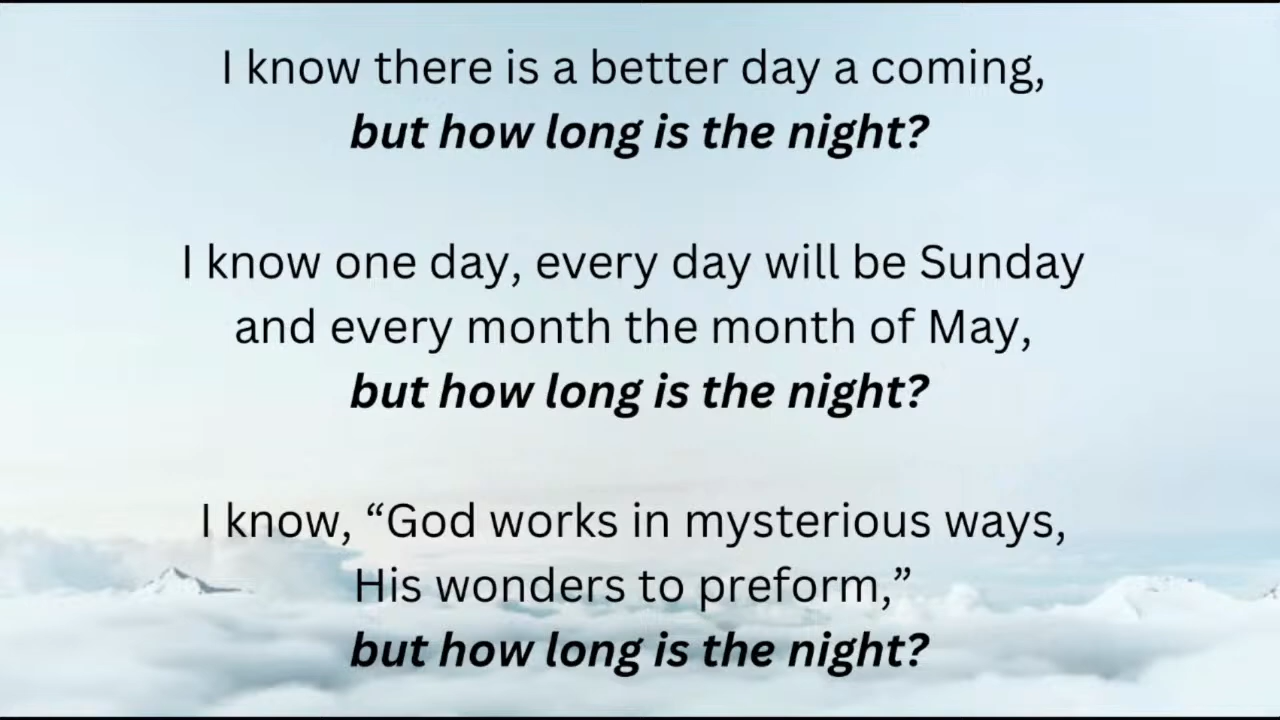 I know there is a better day a coming,
but how long is the night?
I know one day, every day will be Sunday
and every month the month of May,
but how long is the night?
I know, “God works in mysterious ways,
His wonders to preform,”
but how long is the night?